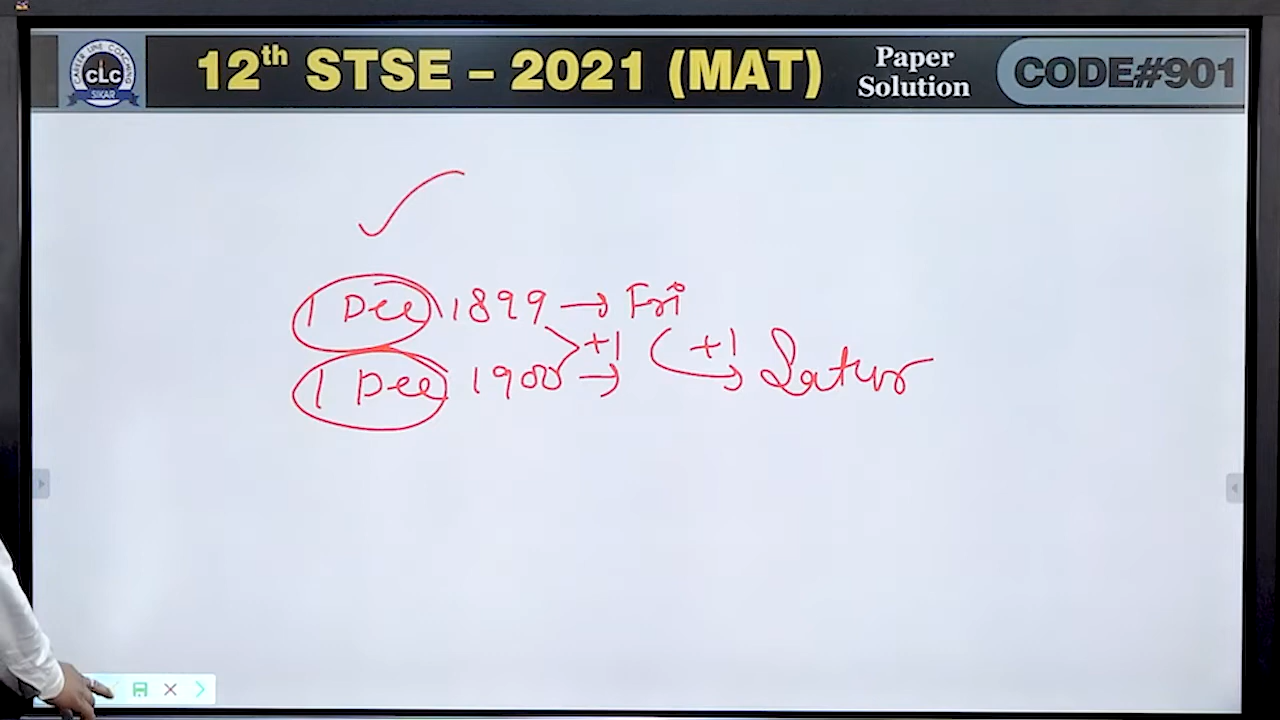 CAREER LINE COACHING
CLC
SIKAR
12th STSE – 2021 (MAT)
Paper
Solution
CODE#901
1 Dec 1899 → Fri
+1 +1
1 Dec 1900 → Satur